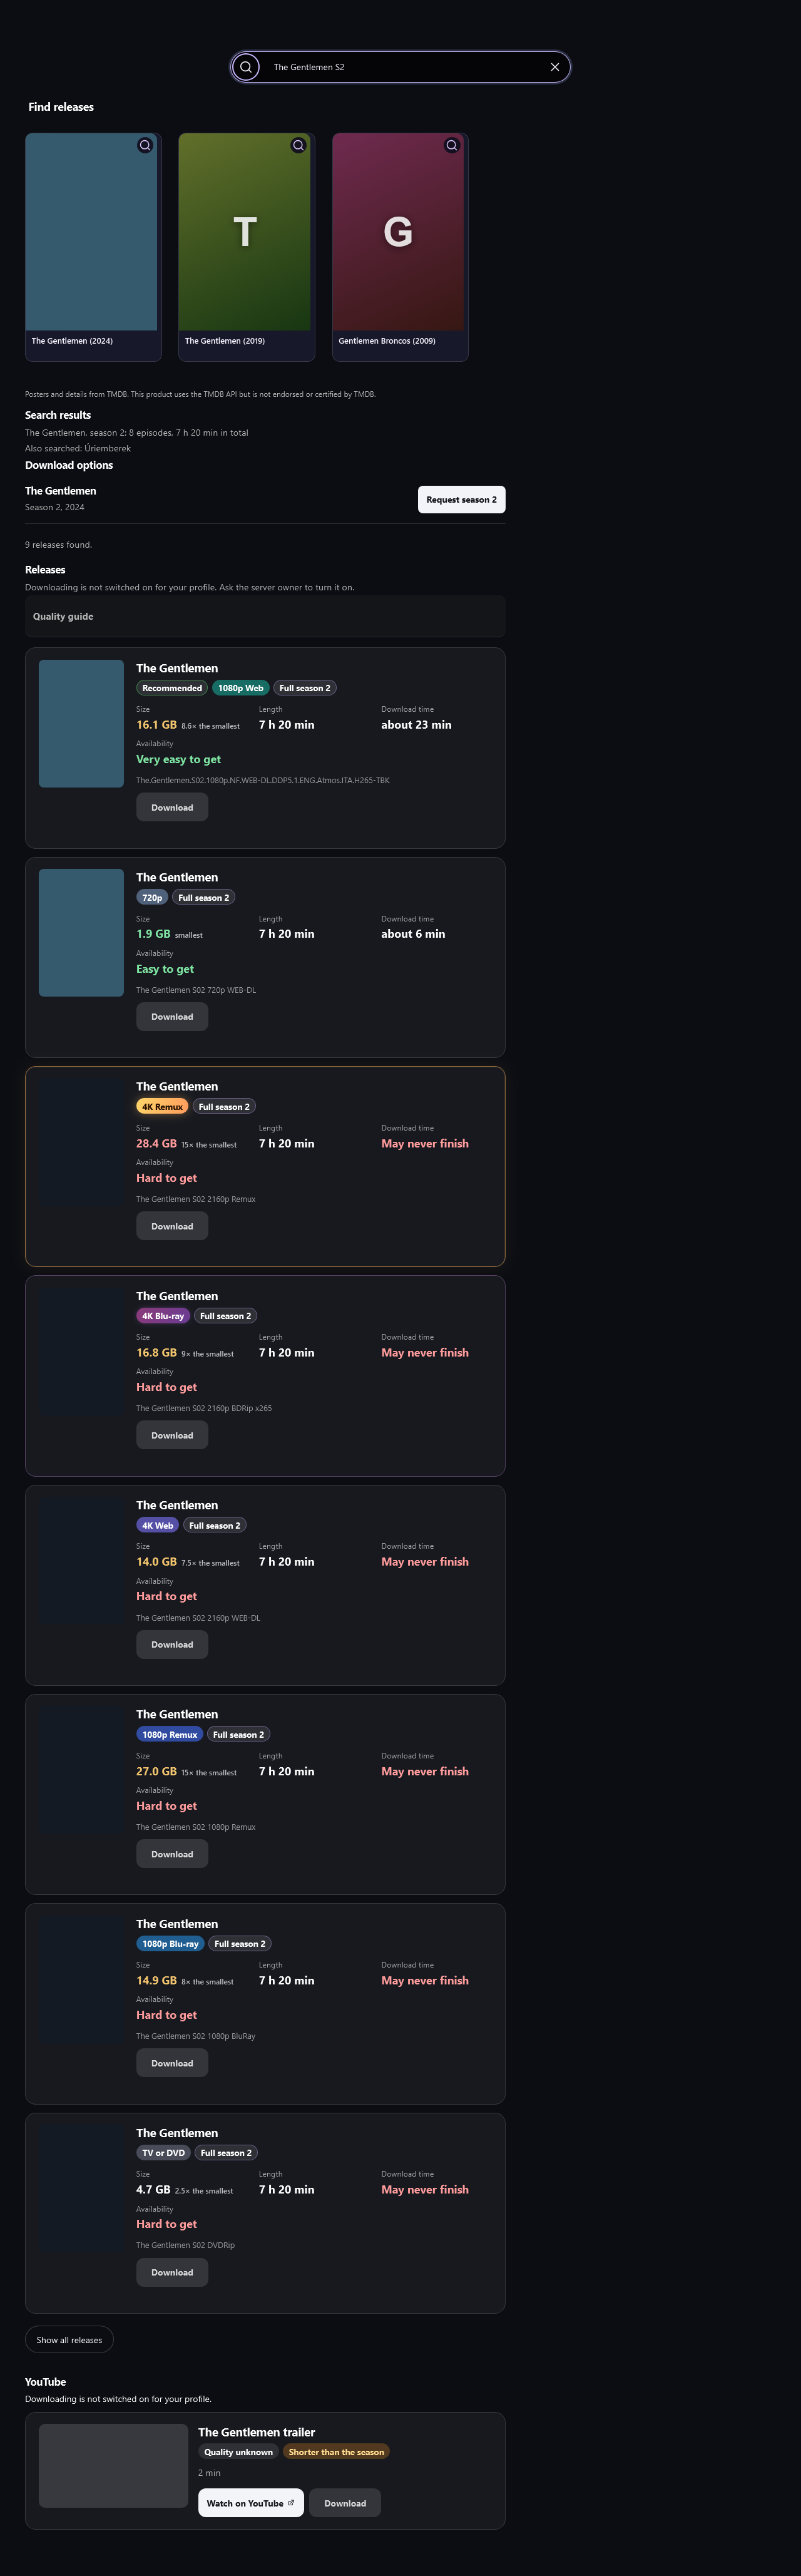 The Gentlemen S2
Find releases
T
G
The Gentlemen (2024)
The Gentlemen (2019)
Gentlemen Broncos (2009)
Posters and details from TMDB. This product uses the TMDB API but is not endorsed or certified by TMDB.
Search results
The Gentlemen, season 2: 8 episodes, 7 h 20 min in total
Also searched: Úriemberek
Download options
The Gentlemen
Season 2, 2024
Request season 2
9 releases found.
Releases
Downloading is not switched on for your profile. Ask the server owner to turn it on.
Quality guide
The Gentlemen
Recommended 1080p Web Full season 2
Size
16.1 GB 8.6× the smallest 7 h 20 min
Length
Download time
about 23 min
Availability
Very easy to get
The.Gentlemen.S02.1080p.NF.WEB-DL.DDP5.1.ENG.Atmos.ITA.H265-TBK
Download
The Gentlemen
720p Full season 2
Size Length Download time
1.9 GB smallest 7 h 20 min about 6 min
Availability
Easy to get
The Gentlemen S02 720p WEB-DL
Download
The Gentlemen
4K Remux Full season 2
Size Length Download time
28.4 GB 15× the smallest 7 h 20 min May never finish
Availability
Hard to get
The Gentlemen S02 2160p Remux
Download
The Gentlemen
4K Blu-ray Full season 2
Size Length Download time
16.8 GB 9× the smallest 7 h 20 min May never finish
Availability
Hard to get
The Gentlemen S02 2160p BDRip x265
Download
The Gentlemen
4K Web Full season 2
Size Length Download time
14.0 GB 7.5× the smallest 7 h 20 min May never finish
Availability
Hard to get
The Gentlemen S02 2160p WEB-DL
Download
The Gentlemen
1080p Remux Full season 2
Size Length Download time
27.0 GB 15× the smallest 7 h 20 min May never finish
Availability
Hard to get
The Gentlemen S02 1080p Remux
Download
The Gentlemen
1080p Blu-ray Full season 2
Size Length Download time
14.9 GB 8× the smallest 7 h 20 min May never finish
Availability
Hard to get
The Gentlemen S02 1080p BluRay
Download
The Gentlemen
TV or DVD Full season 2
Size Length Download time
4.7 GB 2.5× the smallest 7 h 20 min May never finish
Availability
Hard to get
The Gentlemen S02 DVDRip
Download
Show all releases
YouTube
Downloading is not switched on for your profile.
The Gentlemen trailer
Quality unknown Shorter than the season
2 min
Watch on YouTube Download